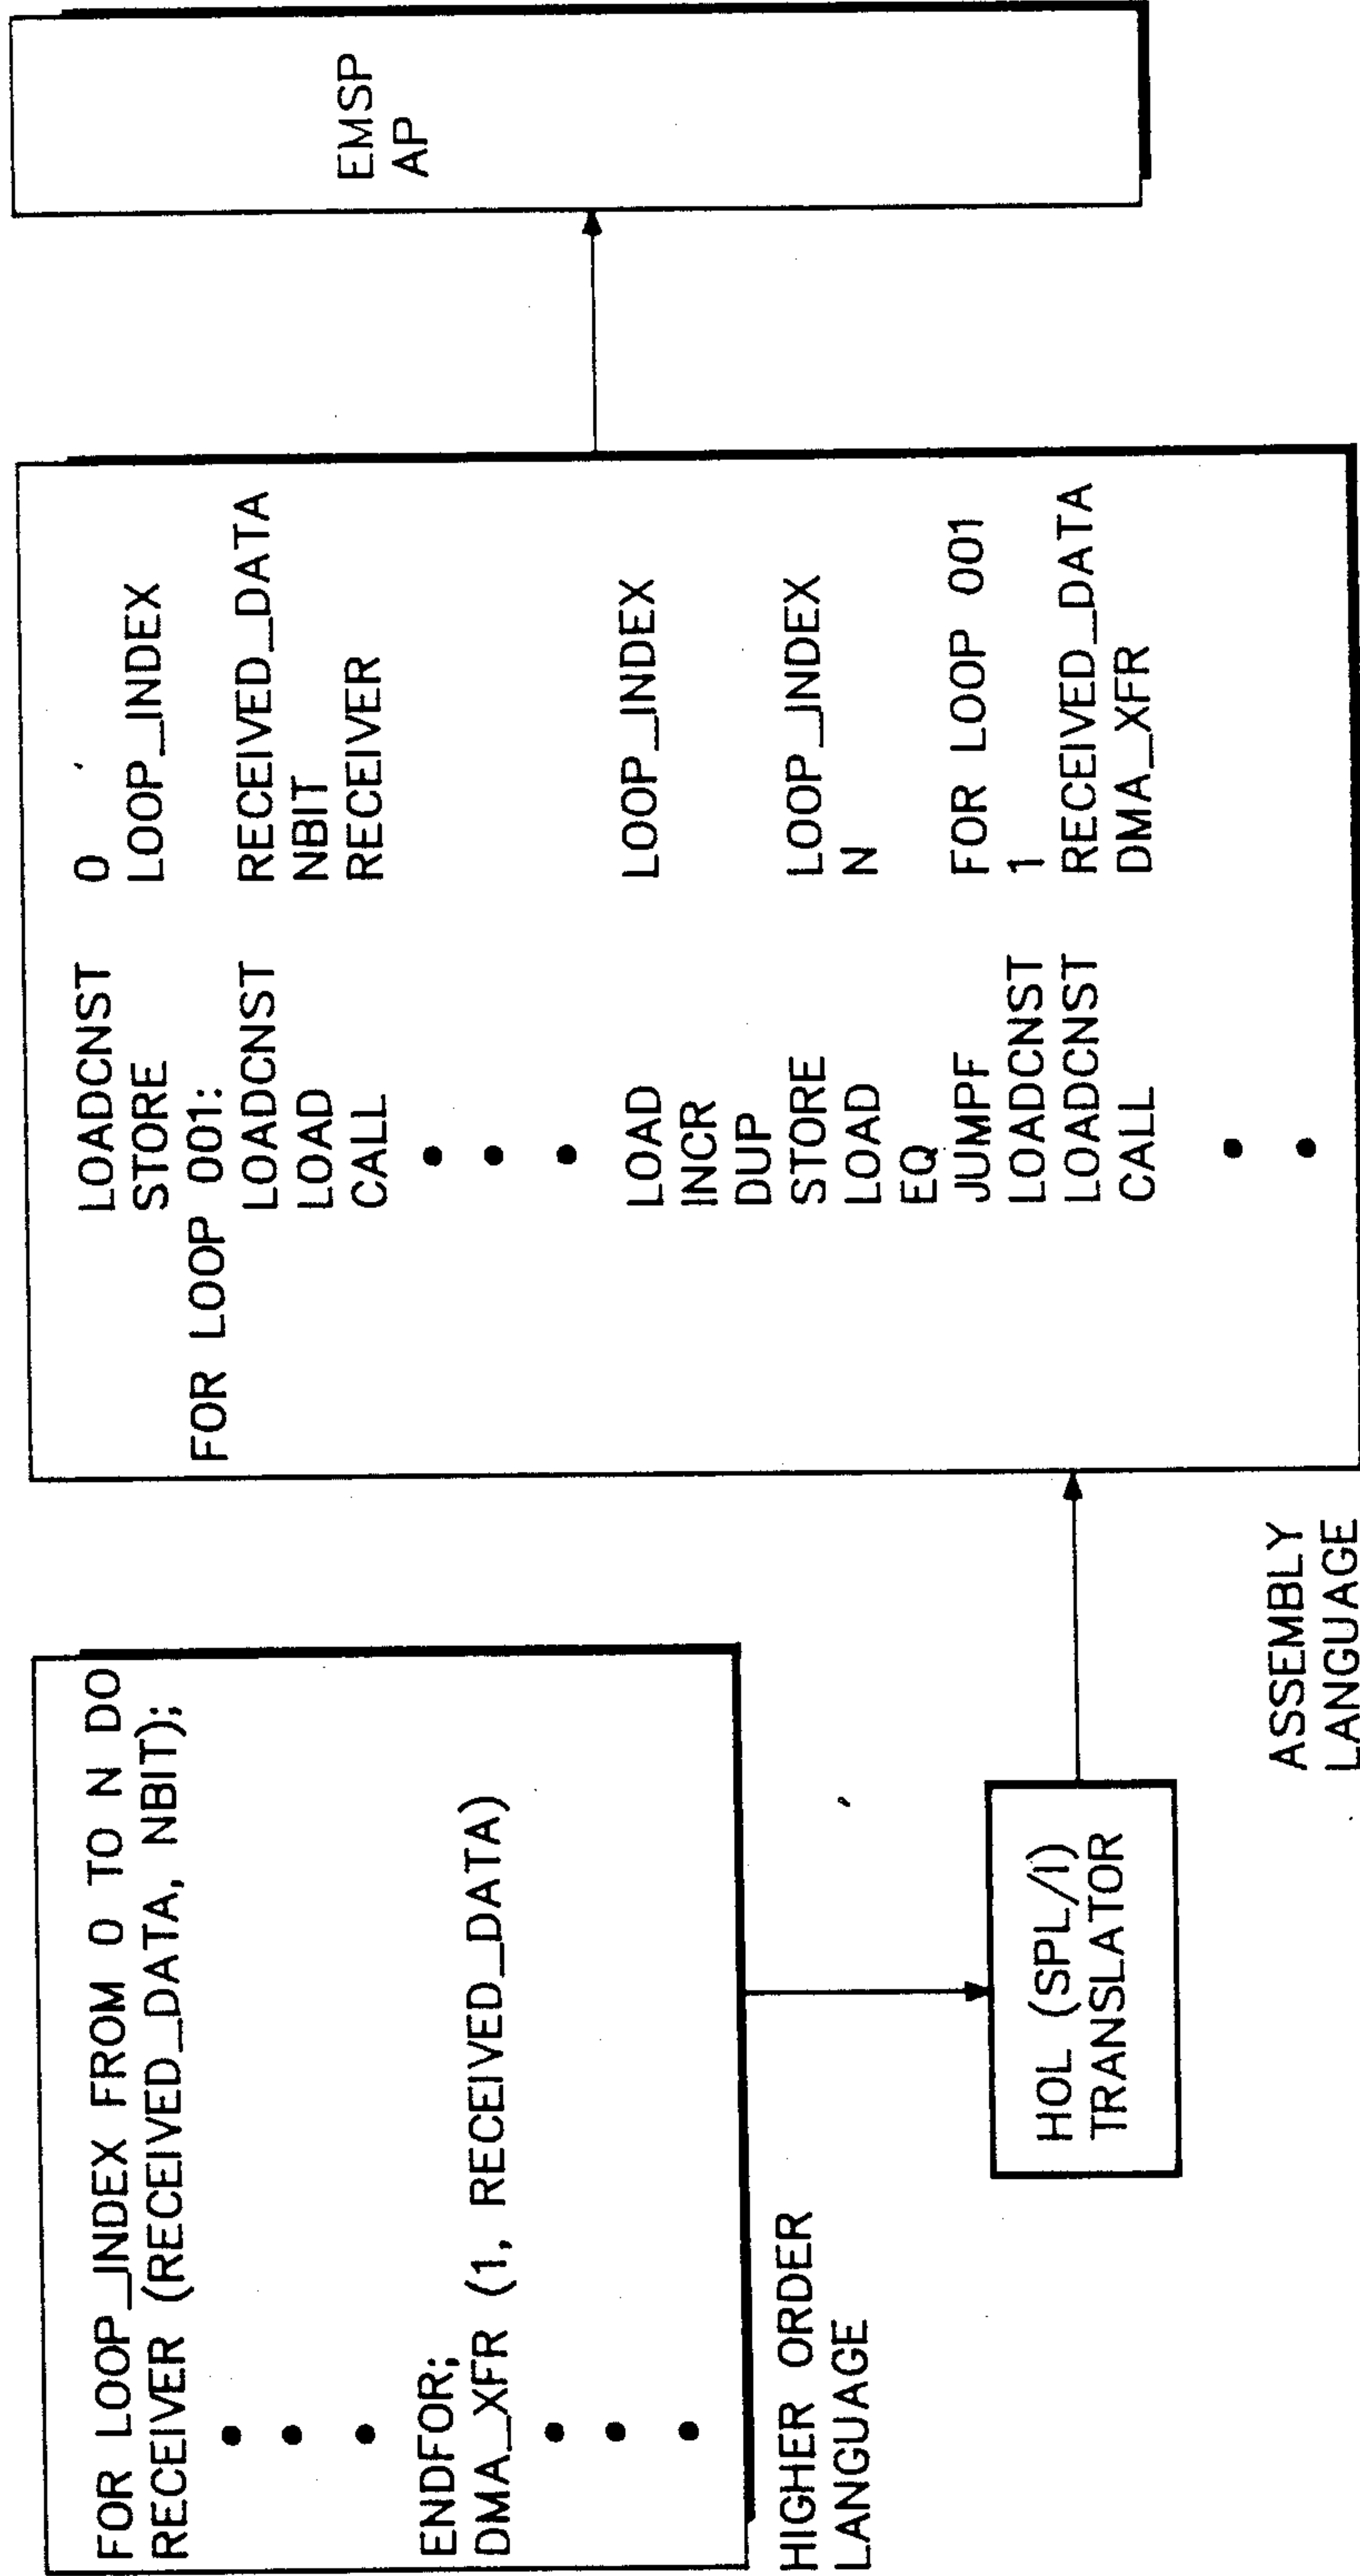 FOR LOOP_INDEX FROM 0 TO N DO
RECEIVER (RECEIVED_DATA, NBIT);
ENDFOR;
DMA_XFR (1, RECEIVED_DATA)
HIGHER ORDER
LANGUAGE
HOL (SPL/I)
TRANSLATOR
ASSEMBLY
LANGUAGE
LOADCNST 0
STORE LOOP_INDEX
FOR LOOP 001:
LOADCNST RECEIVED_DATA
LOAD NBIT
CALL RECEIVER
LOAD LOOP_INDEX
INCR
DUP
STORE LOOP_INDEX
LOAD N
EQ
JUMPF FOR LOOP 001
LOADCNST 1
LOADCNST RECEIVED_DATA
CALL DMA_XFR
EMSP
AP